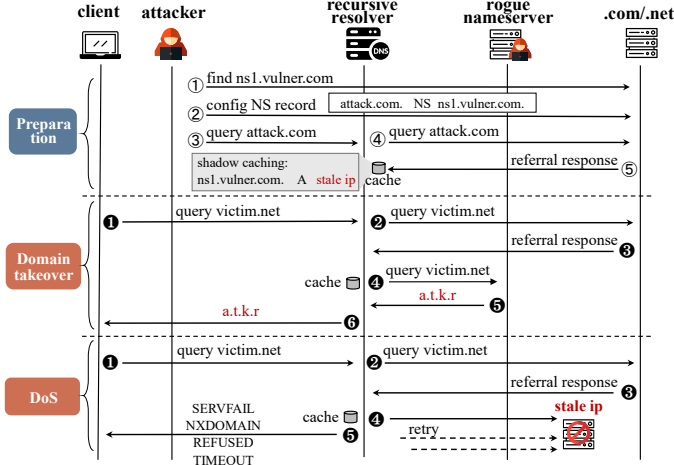 client
attacker
recursive
resolver
rogue
nameserver
.com/.net
DNS
① find ns1.vulner.com
② config NS record
attack.com. NS ns1.vulner.com.
Prepara
tion
③ query attack.com
④ query attack.com
shadow caching:
ns1.vulner.com. A stale ip
cache
referral response ⑤
❶ query victim.net
❷ query victim.net
referral response ❸
Domain
takeover
cache ❹ query victim.net
a.t.k.r ❺
a.t.k.r ❻
❶ query victim.net
❷ query victim.net
referral response ❸
DoS
stale ip
cache ❹
❺
SERVFAIL
NXDOMAIN
REFUSED
TIMEOUT
retry